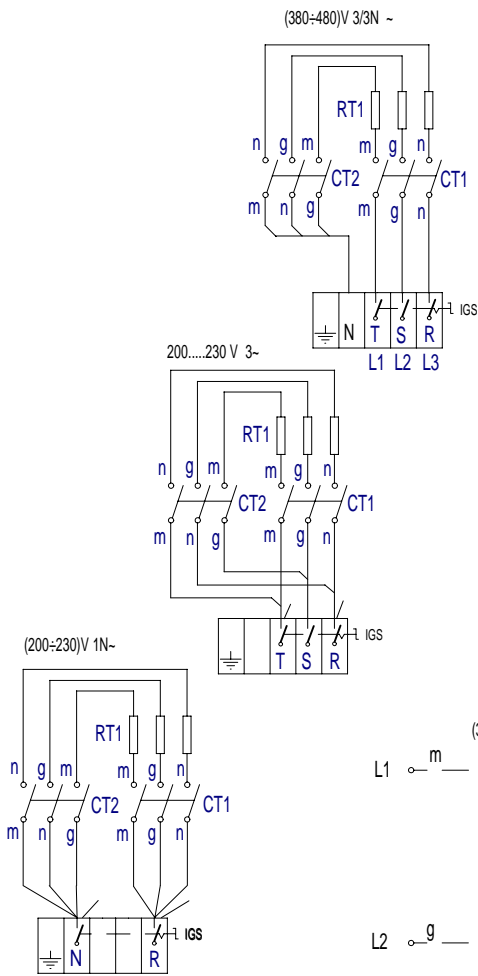 (380÷480)V 3/3N ~
RT1
n g m m g n
CT2 CT1
m n g m g n
N T S R IGS
L1 L2 L3
200.....230 V 3~
RT1
n g m m g n
CT2 CT1
m n g m g n
T S R IGS
(200÷230)V 1N~
RT1
n g m m g n
CT2 CT1
m n g m g n
N R IGS
(3
L1 m
L2 g